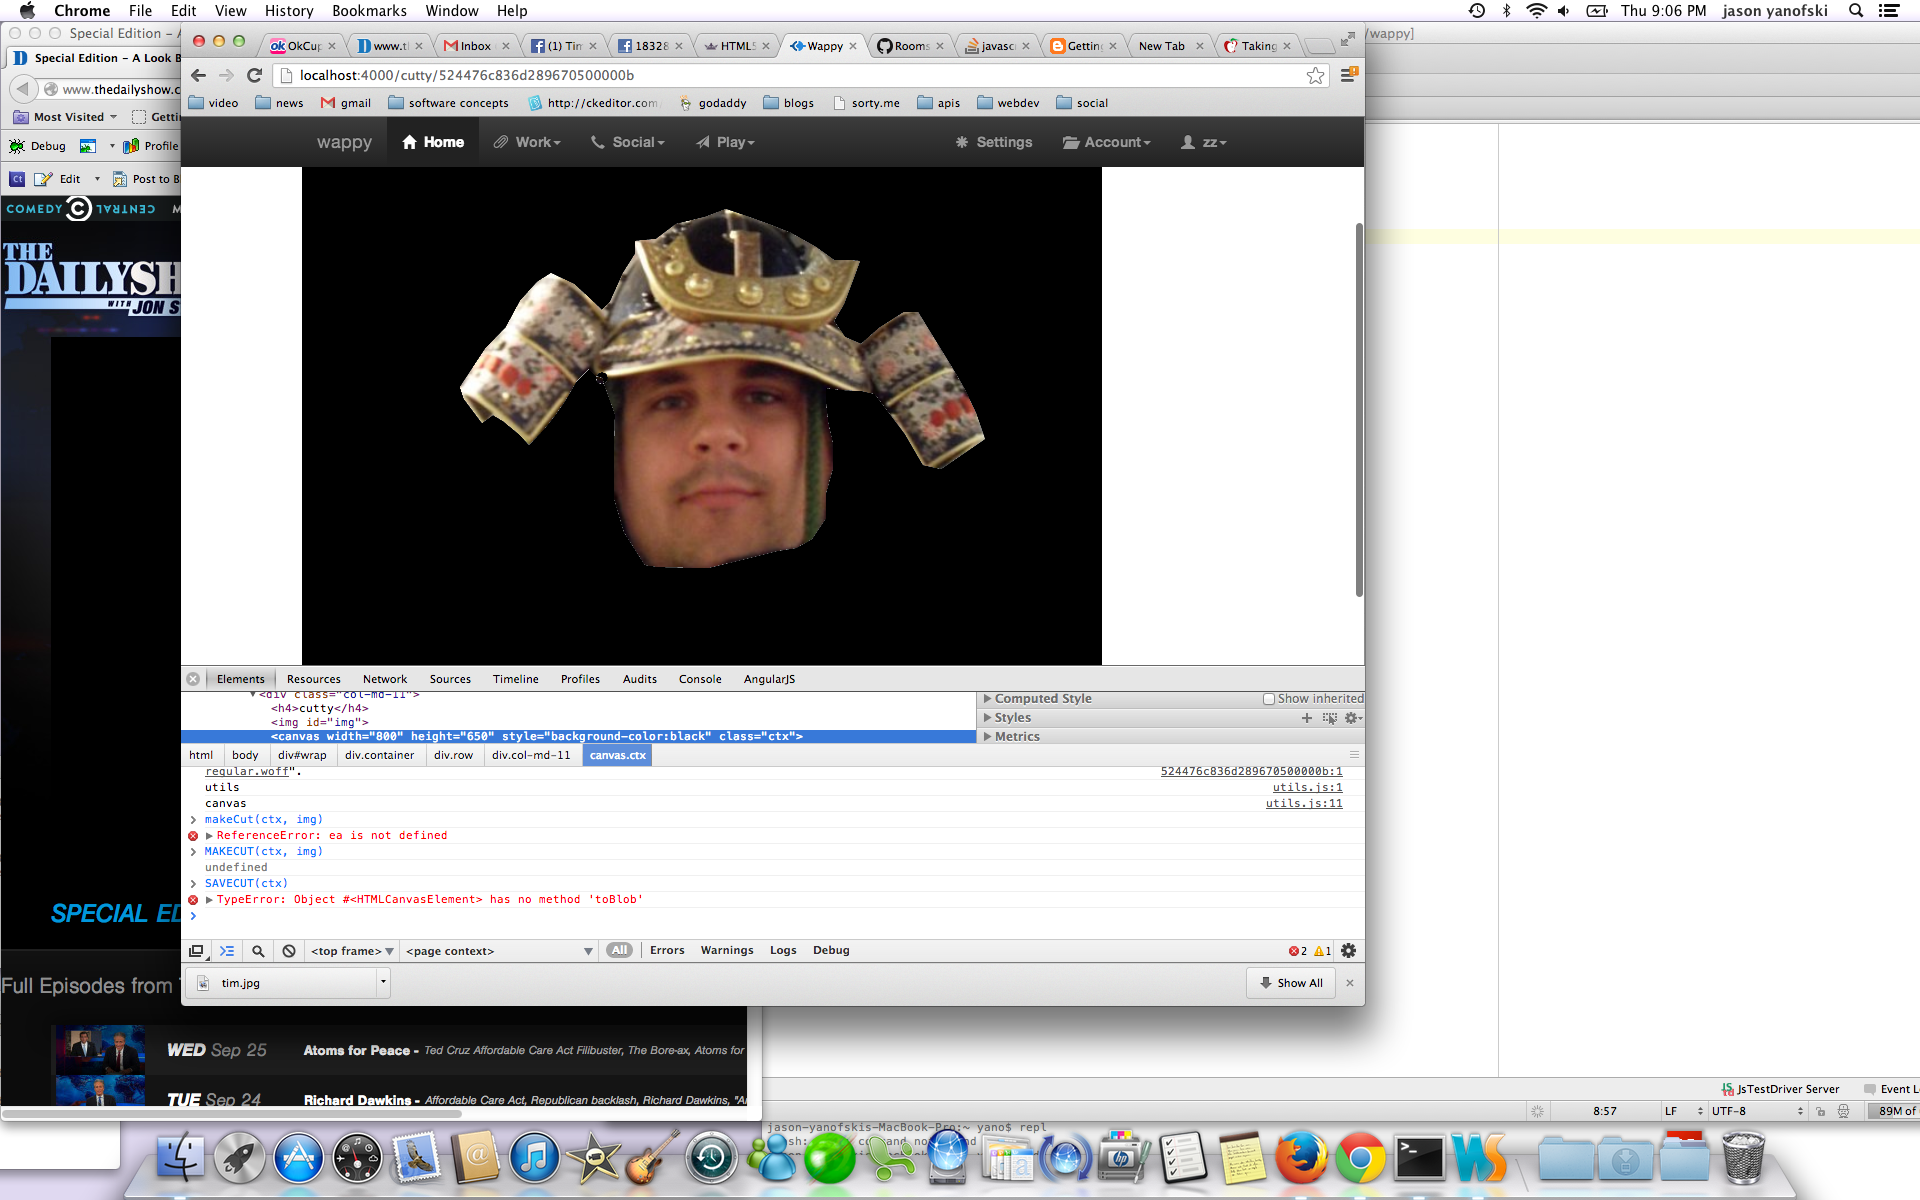 Chrome File Edit View History Bookmarks Window Help
Thu 9:06 PM jason yanofski
Special Edition – A
/wappy]
Special Edition – A Look B
OkCup
www.tl
Inbox
(1) Tim
18328
HTML5
Wappy
Rooms
javasc
Getting
New Tab
Taking
localhost:4000/cutty/524476c836d289670500000b
www.thedailyshow.c
video news gmail software concepts http://ckeditor.com godaddy blogs sorty.me apis webdev social
Most Visited Gettin
wappy Home Work Social Play Settings Account zz
Debug Profile
Edit Post to B
COMEDY CENTRAL M
THE
DAILYSH
WITH JON S
Elements Resources Network Sources Timeline Profiles Audits Console AngularJS
<div class="col-md-11">
<h4>cutty</h4>
<img id="img">
<canvas width="800" height="650" style="background-color:black" class="ctx">
Computed Style Show inherited
Styles
Metrics
html body div#wrap div.container div.row div.col-md-11 canvas.ctx
regular.woff". 524476c836d289670500000b:1
utils utils.js:1
canvas utils.js:11
makeCut(ctx, img)
ReferenceError: ea is not defined
MAKECUT(ctx, img)
undefined
SAVECUT(ctx)
TypeError: Object #<HTMLCanvasElement> has no method 'toBlob'
SPECIAL ED
<top frame> <page context> All Errors Warnings Logs Debug 2 1
tim.jpg Show All
Full Episodes from
WED Sep 25 Atoms for Peace - Ted Cruz Affordable Care Act Filibuster, The Bore-ax, Atoms for
TUE Sep 24 Richard Dawkins - Affordable Care Act, Republican backlash, Richard Dawkins, "A
JsTestDriver Server Event L
8:57 LF UTF-8 89M of
jason-yanofskis-MacBook-Pro:~ yano$ repl